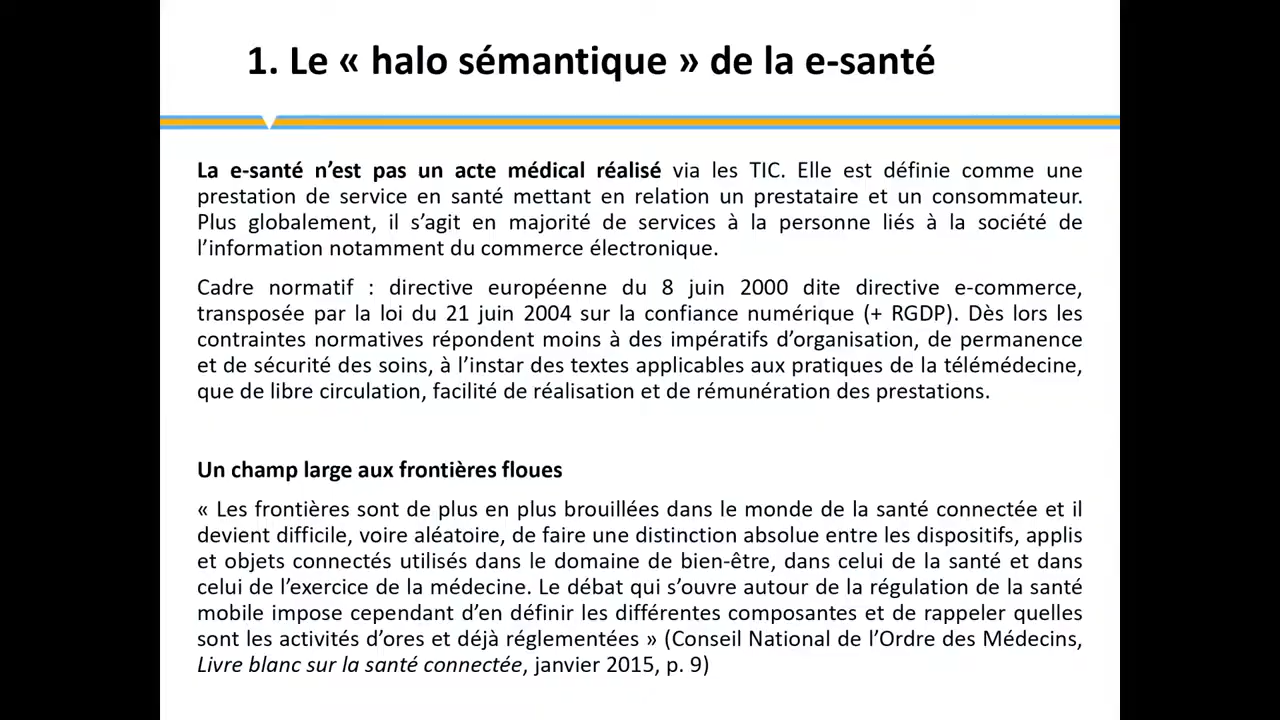 1. Le « halo sémantique » de la e-santé
La e-santé n’est pas un acte médical réalisé via les TIC. Elle est définie comme une
prestation de service en santé mettant en relation un prestataire et un consommateur.
Plus globalement, il s’agit en majorité de services à la personne liés à la société de
l’information notamment du commerce électronique.
Cadre normatif : directive européenne du 8 juin 2000 dite directive e-commerce,
transposée par la loi du 21 juin 2004 sur la confiance numérique (+ RGDP). Dès lors les
contraintes normatives répondent moins à des impératifs d’organisation, de permanence
et de sécurité des soins, à l’instar des textes applicables aux pratiques de la télémédecine,
que de libre circulation, facilité de réalisation et de rémunération des prestations.
Un champ large aux frontières floues
« Les frontières sont de plus en plus brouillées dans le monde de la santé connectée et il
devient difficile, voire aléatoire, de faire une distinction absolue entre les dispositifs, applis
et objets connectés utilisés dans le domaine de bien-être, dans celui de la santé et dans
celui de l’exercice de la médecine. Le débat qui s’ouvre autour de la régulation de la santé
mobile impose cependant d’en définir les différentes composantes et de rappeler quelles
sont les activités d’ores et déjà réglementées » (Conseil National de l’Ordre des Médecins,
Livre blanc sur la santé connectée, janvier 2015, p. 9)